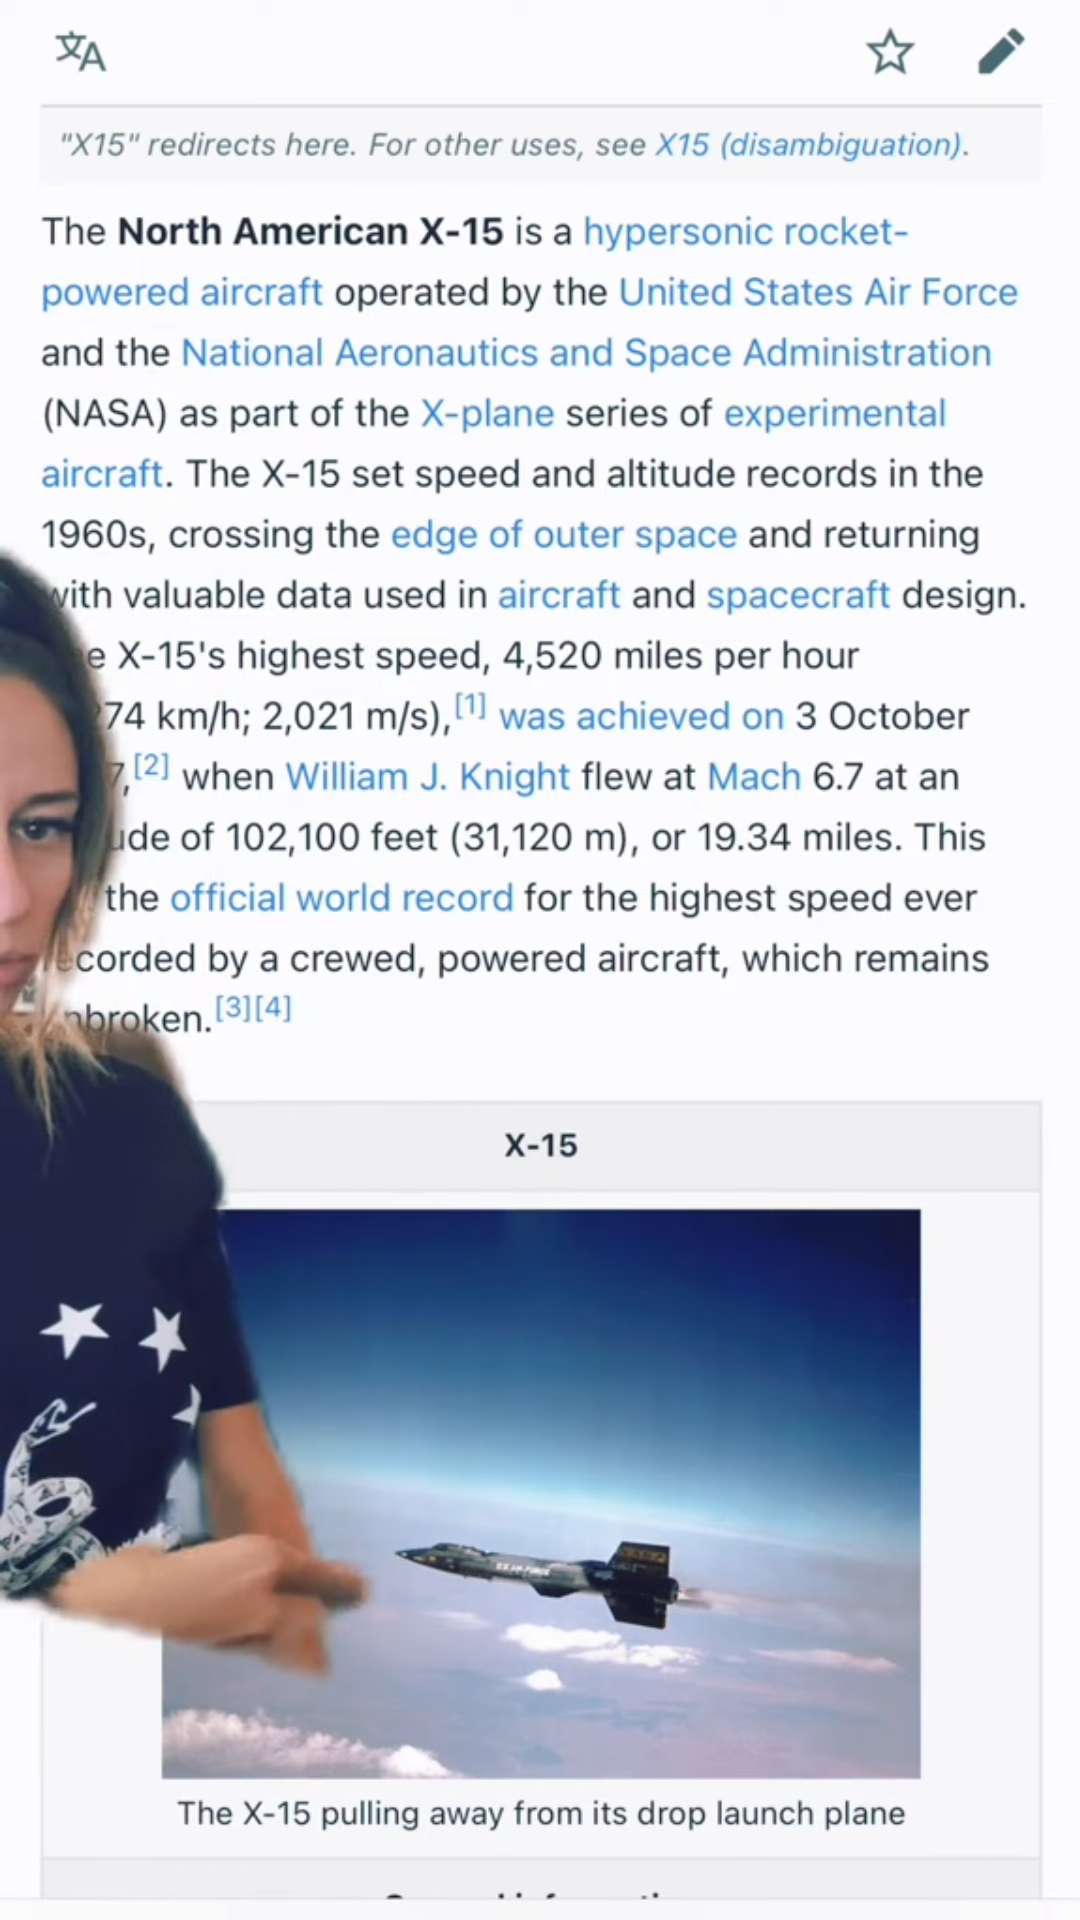 "X15" redirects here. For other uses, see X15 (disambiguation).
The North American X-15 is a hypersonic rocket-
powered aircraft operated by the United States Air Force
and the National Aeronautics and Space Administration
(NASA) as part of the X-plane series of experimental
aircraft. The X-15 set speed and altitude records in the
1960s, crossing the edge of outer space and returning
with valuable data used in aircraft and spacecraft design.
e X-15's highest speed, 4,520 miles per hour
74 km/h; 2,021 m/s),[1] was achieved on 3 October
7,[2] when William J. Knight flew at Mach 6.7 at an
ude of 102,100 feet (31,120 m), or 19.34 miles. This
the official world record for the highest speed ever
ecorded by a crewed, powered aircraft, which remains
nbroken.[3][4]
X-15
The X-15 pulling away from its drop launch plane